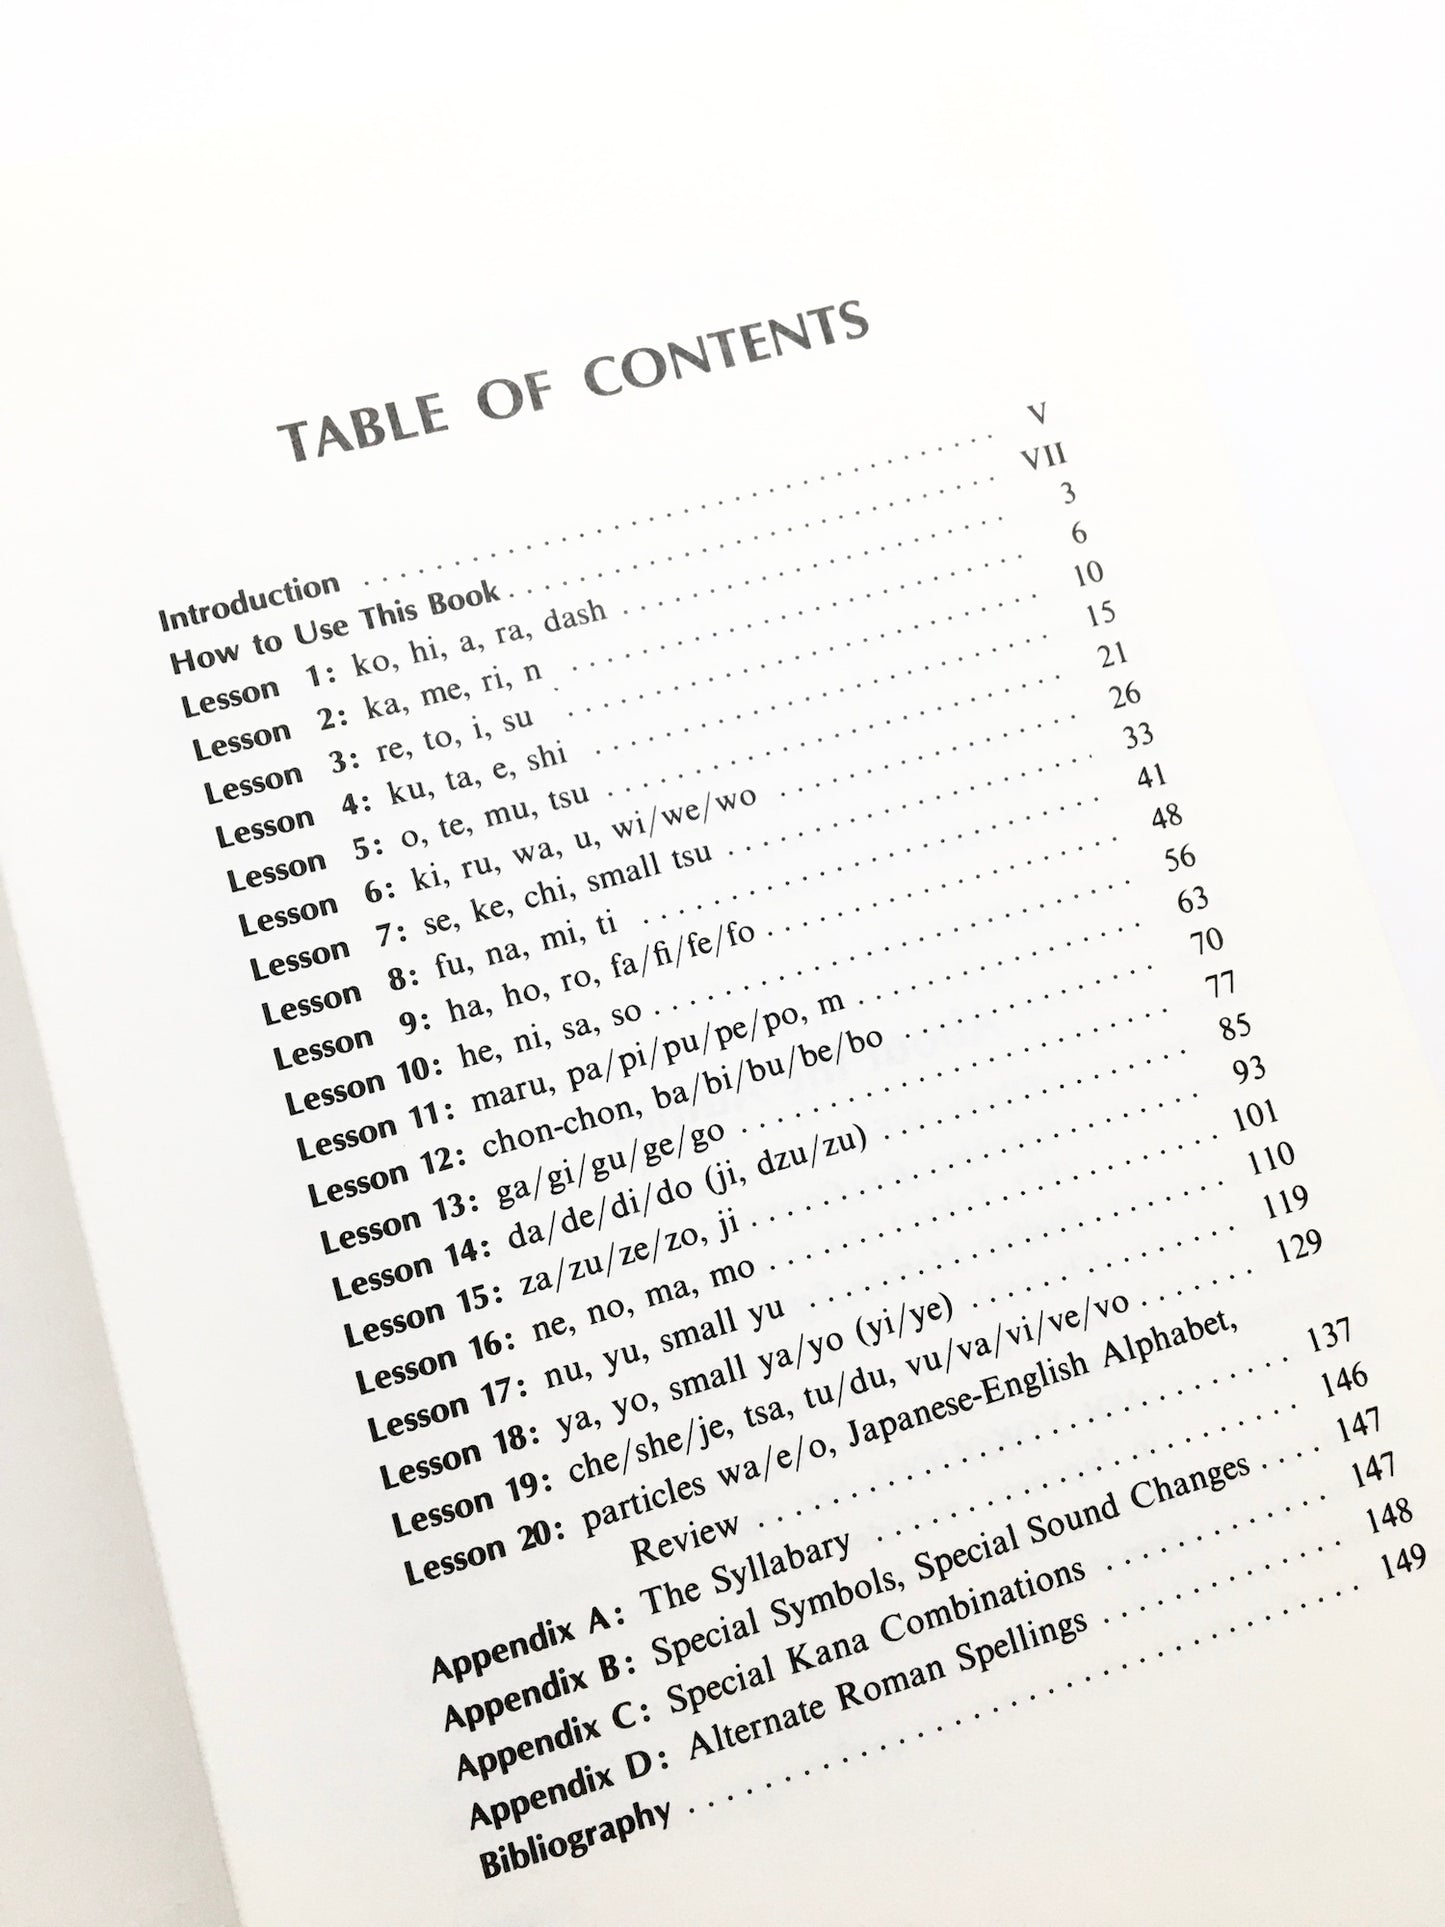 TABLE OF CONTENTS
Introduction . . . . . . . . . . . . . . . . . . . . V
How to Use This Book . . . . . . . . . . . . . . . . . . . . VII
Lesson 1: ko, hi, a, ra, dash . . . . . . . . . . . . . . . . . . . . 3
Lesson 2: ka, me, ri, n . . . . . . . . . . . . . . . . . . . . 6
Lesson 3: re, to, i, su . . . . . . . . . . . . . . . . . . . . 10
Lesson 4: ku, ta, e, shi . . . . . . . . . . . . . . . . . . . . 15
Lesson 5: o, te, mu, tsu . . . . . . . . . . . . . . . . . . . . 21
Lesson 6: ki, ru, wa, u, wi/we/wo . . . . . . . . . . . . . . . . . . . . 26
Lesson 7: se, ke, chi, small tsu . . . . . . . . . . . . . . . . . . . . 33
Lesson 8: fu, na, mi, ti . . . . . . . . . . . . . . . . . . . . 41
Lesson 9: ha, ho, ro, fa/fi/fe/fo . . . . . . . . . . . . . . . . . . . . 48
Lesson 10: he, ni, sa, so . . . . . . . . . . . . . . . . . . . . 56
Lesson 11: maru, pa/pi/pu/pe/po, m . . . . . . . . . . . . . . . . . . . . 63
Lesson 12: chon-chon, ba/bi/bu/be/bo . . . . . . . . . . . . . . . . . . . . 70
Lesson 13: ga/gi/gu/ge/go . . . . . . . . . . . . . . . . . . . . 77
Lesson 14: da/de/di/do (ji, dzu/zu) . . . . . . . . . . . . . . . . . . . . 85
Lesson 15: za/zu/ze/zo, ji . . . . . . . . . . . . . . . . . . . . 93
Lesson 16: ne, no, ma, mo . . . . . . . . . . . . . . . . . . . . 101
Lesson 17: nu, yu, small yu . . . . . . . . . . . . . . . . . . . . 110
Lesson 18: ya, yo, small ya/yo (yi/ye) . . . . . . . . . . . . . . . . 119
Lesson 19: che/she/je, tsa, tu/du, vu/va/vi/ve/vo . . . . . . . 129
Lesson 20: particles wa/e/o, Japanese-English Alphabet,
Review . . . . . . . . . . . . . . . . . . . . 137
Appendix A: The Syllabary . . . . . . . . . . . . . . . . . . . . 146
Appendix B: Special Symbols, Special Sound Changes . . . . 147
Appendix C: Special Kana Combinations . . . . . . . . . . . . . 147
Appendix D: Alternate Roman Spellings . . . . . . . . . . . . . . 148
Bibliography . . . . . . . . . . . . . . . . . . . . 149